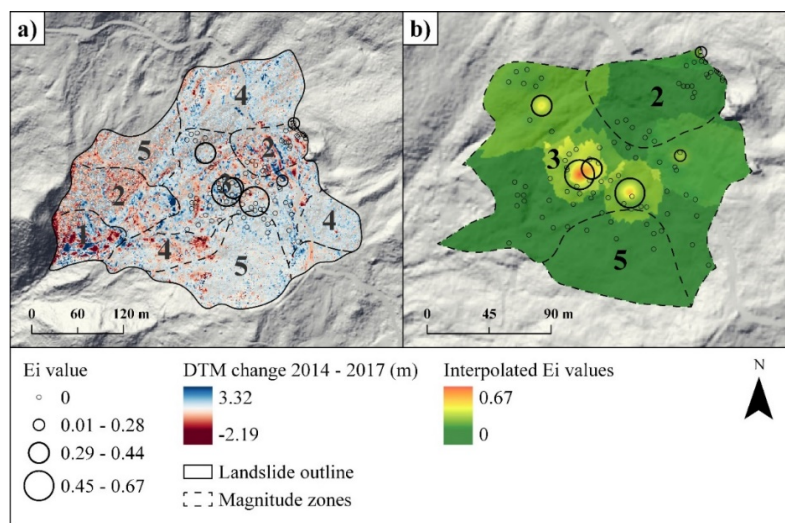 a)
4
5
2
2
3
1
4
4
5
0 60 120 m
b)
2
3
5
0 45 90 m
Ei value
0
0.01 - 0.28
0.29 - 0.44
0.45 - 0.67
DTM change 2014 - 2017 (m)
3.32
-2.19
Landslide outline
Magnitude zones
Interpolated Ei values
0.67
0
N